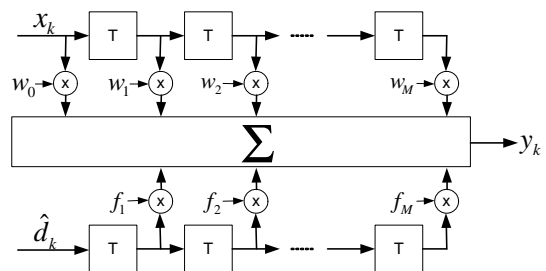 x_k T T T
w_0 x w_1 x w_2 x w_M x
Σ y_k
f_1 x f_2 x f_M x
d̂_k T T T